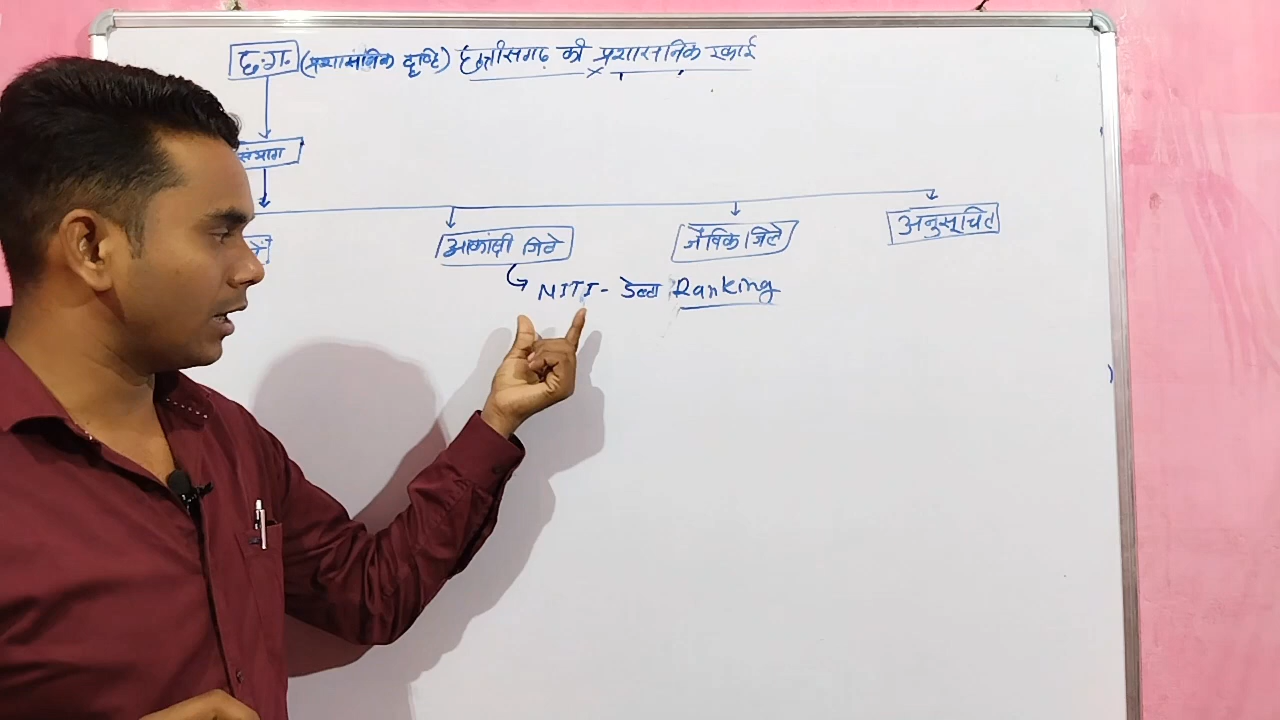 छ.ग. (प्रशासनिक दृष्टि) छत्तीसगढ़ की प्रशासनिक इकाई
संभाग
आकांक्षी जिले जैविक जिले अनुसूचित
NITI - डेल्टा Ranking